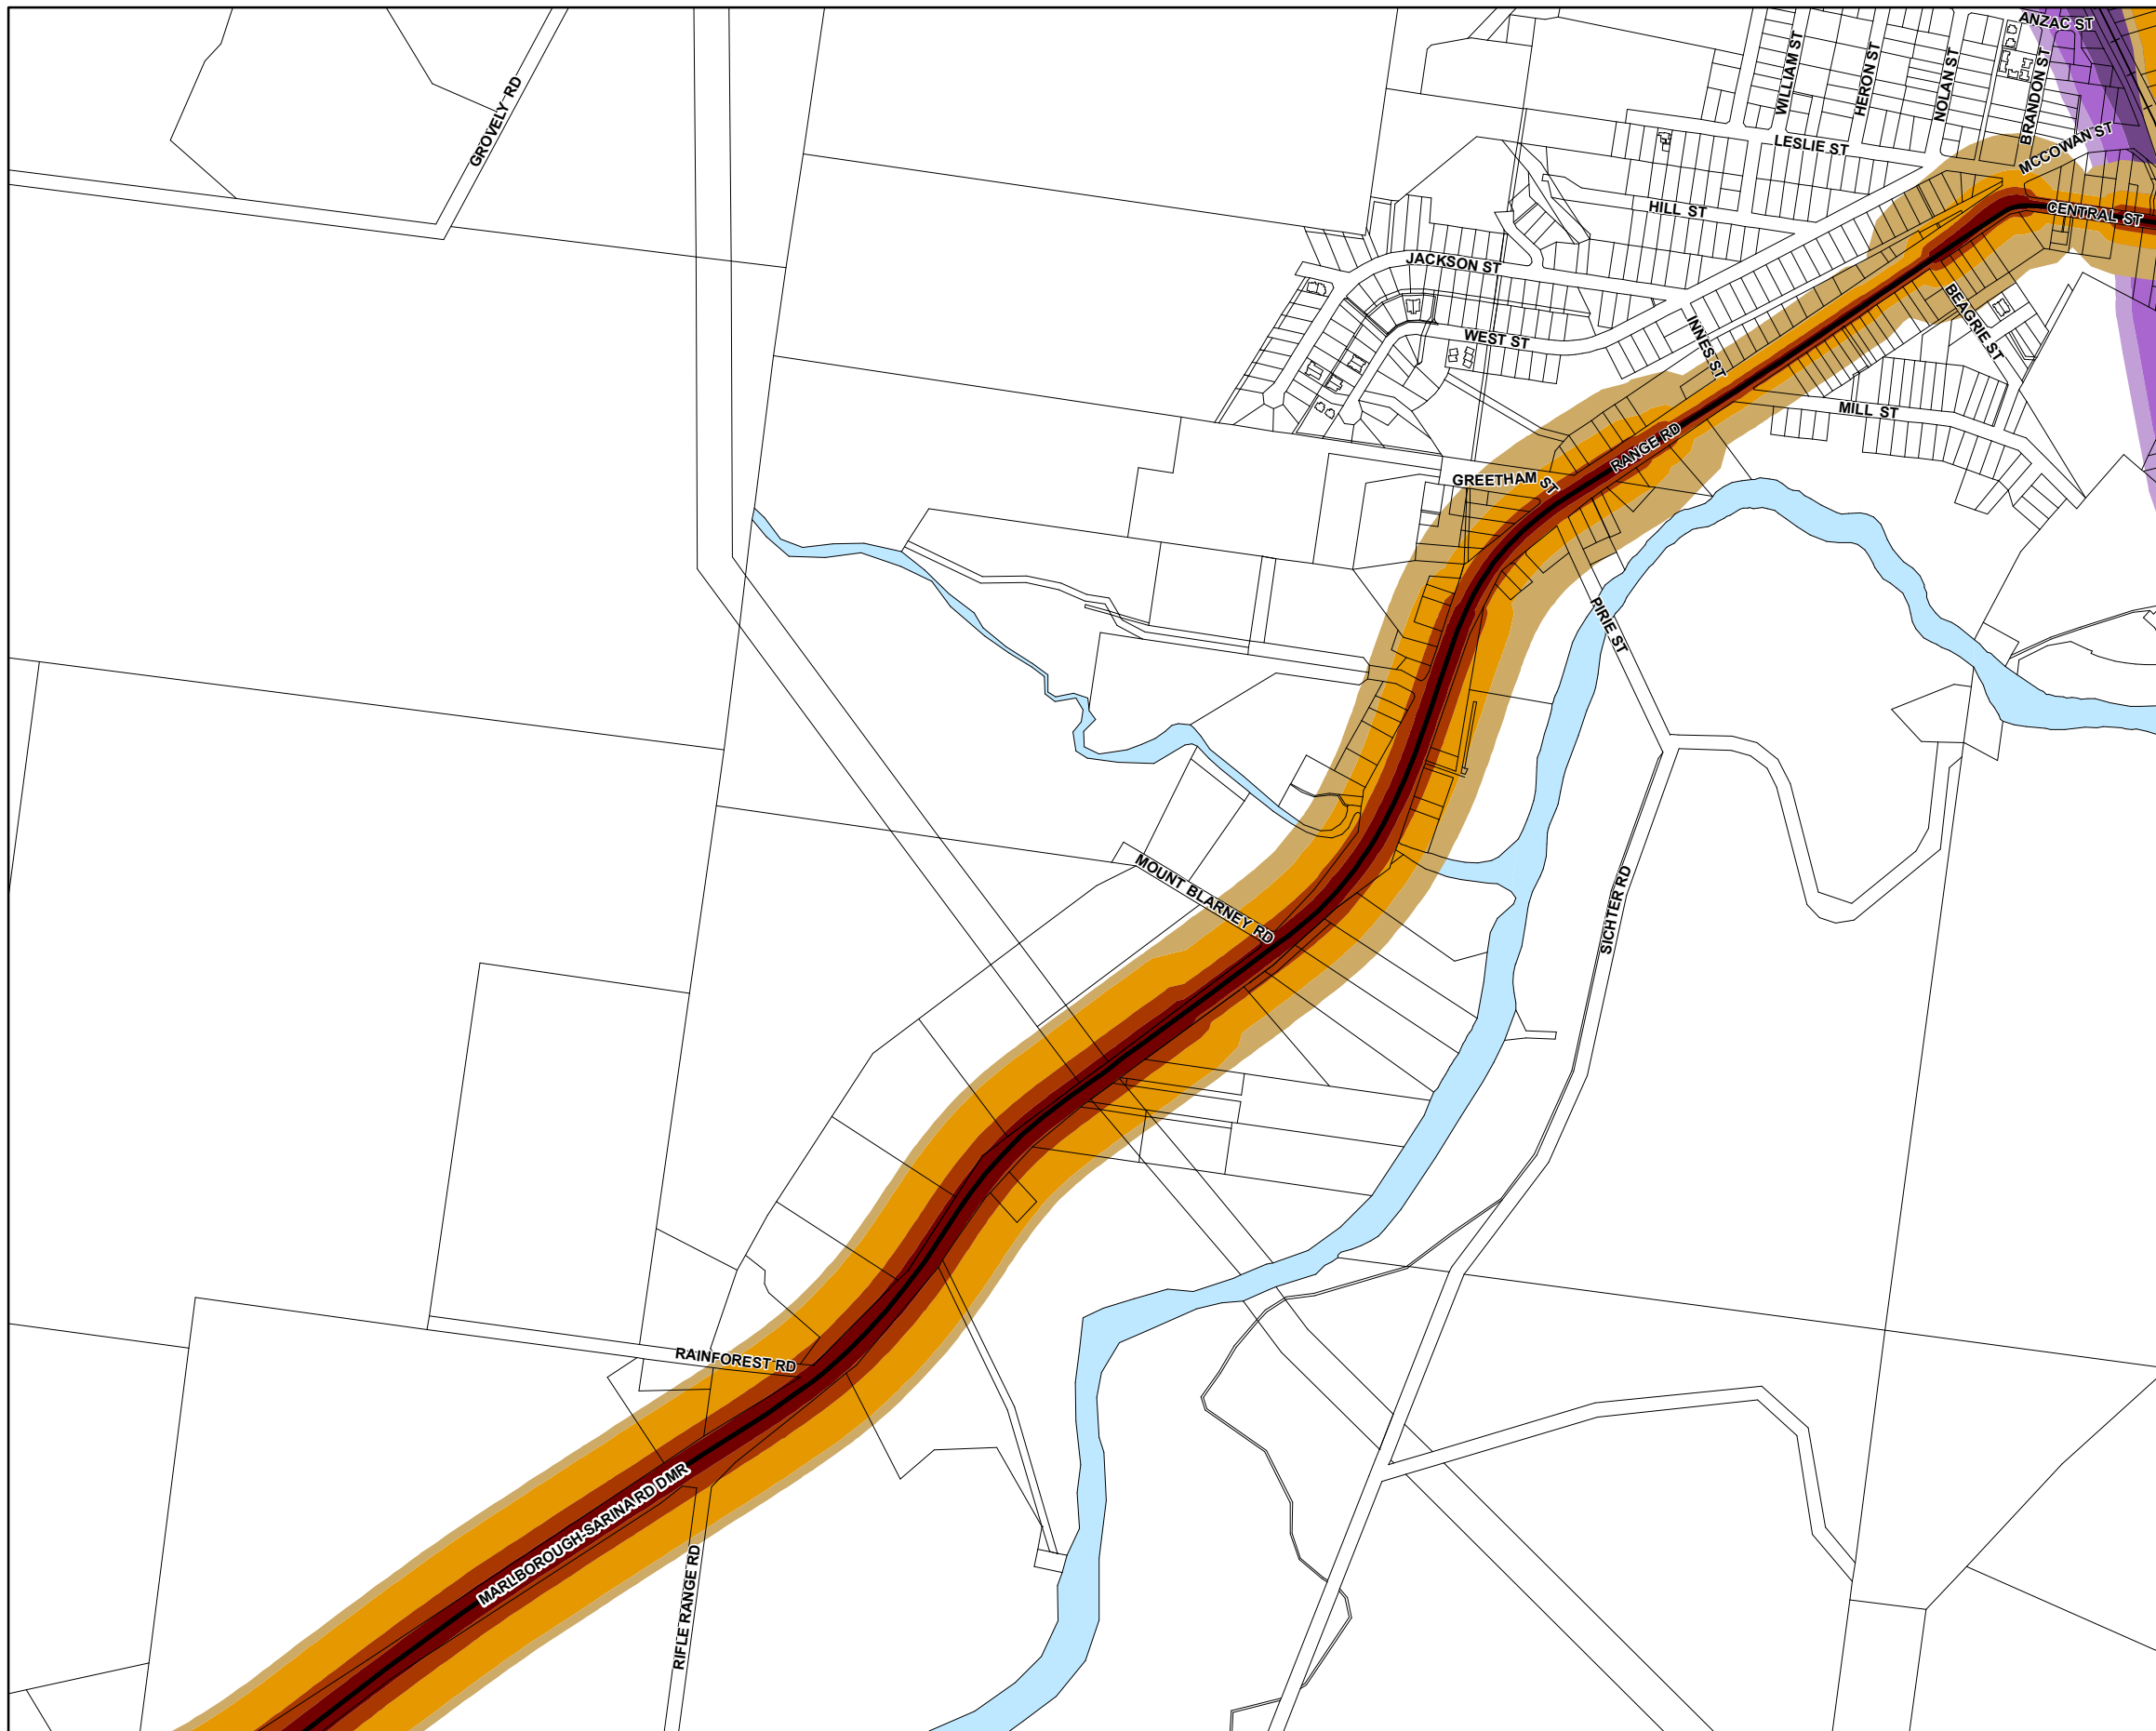 ANZAC ST
GROVELY RD
WILLIAM ST
HERON ST
NOLAN ST
BRANDON ST
MCCOWAN ST
LESLIE ST
HILL ST
CENTRAL ST
JACKSON ST
WEST ST
INNES ST
BEAGRIE ST
MILL ST
RANGE RD
GREETHAM ST
PIRIE ST
MOUNT BLARNEY RD
SICHTER RD
RAINFOREST RD
MARLBOROUGH-SARINA RD DMR
RIFLE RANGE RD